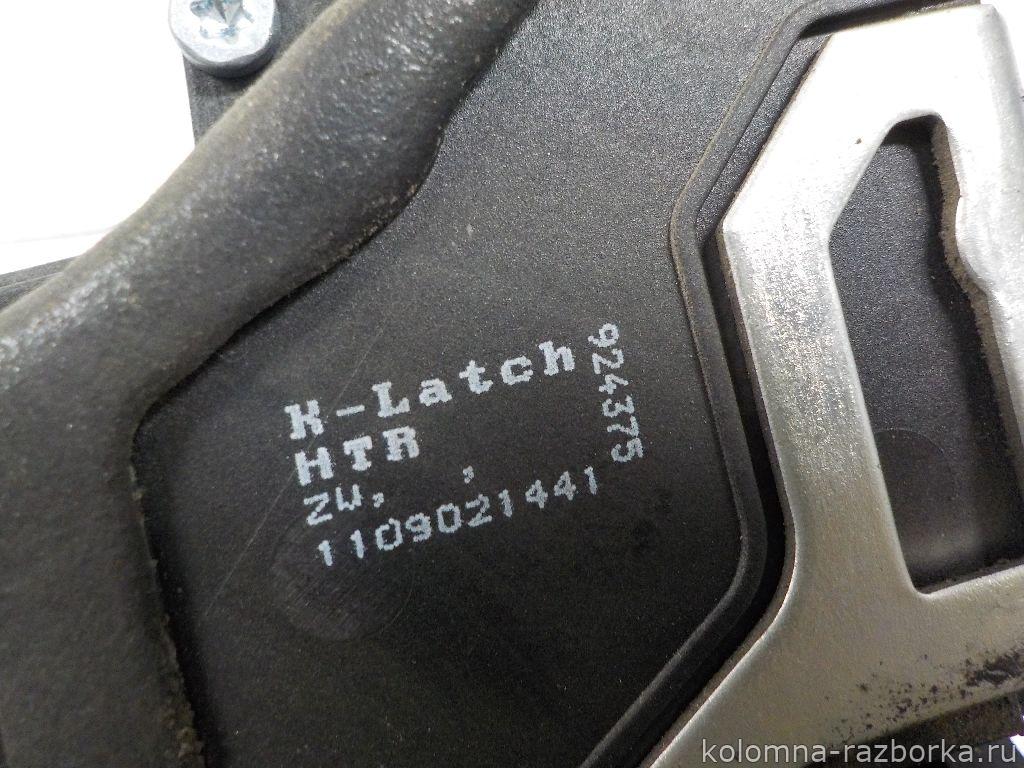 K-Latch
HTR
ZW, ,
1109021441
924375
kolomna-razborka.ru